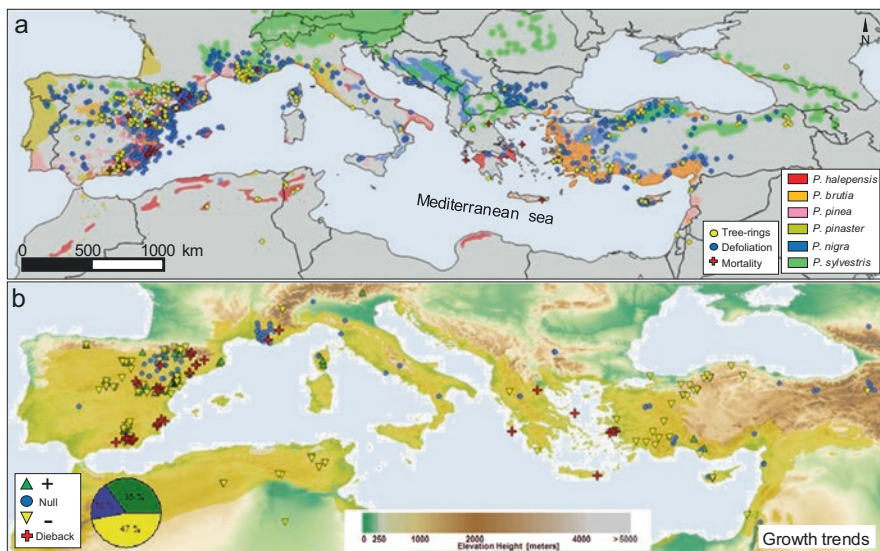 a
N
Mediterranean sea
0 500 1000 km
Tree-rings
Defoliation
Mortality
P. halepensis
P. brutia
P. pinea
P. pinaster
P. nigra
P. sylvestris
b
+
Null
–
Dieback
35 %
47 %
0 250 1000 2000 4000 >5000
Elevation Height [meters]
Growth trends